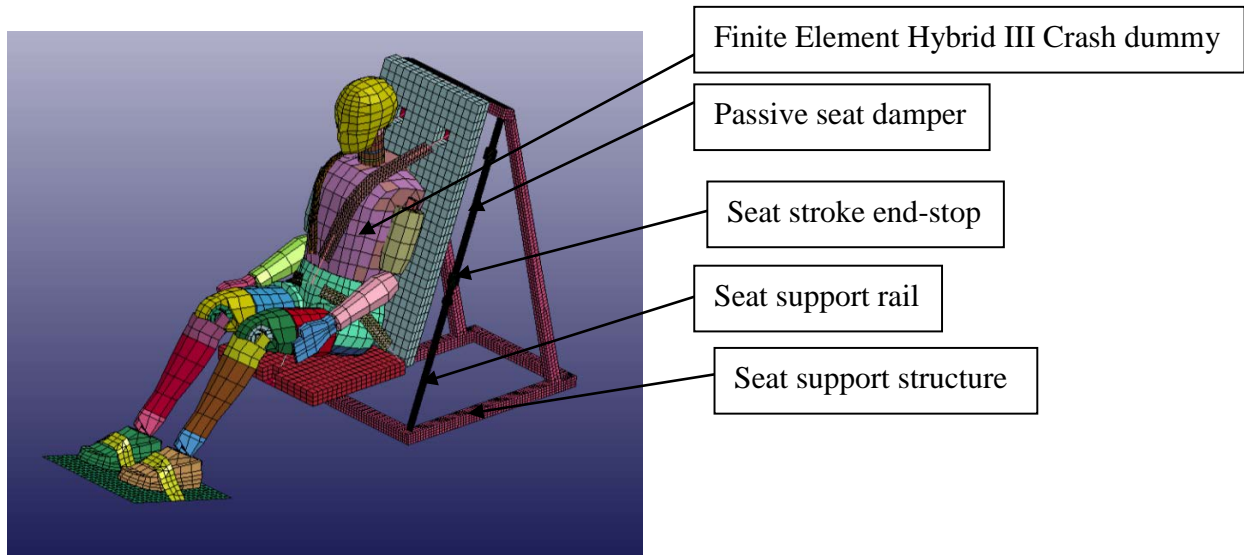 Finite Element Hybrid III Crash dummy
Passive seat damper
Seat stroke end-stop
Seat support rail
Seat support structure